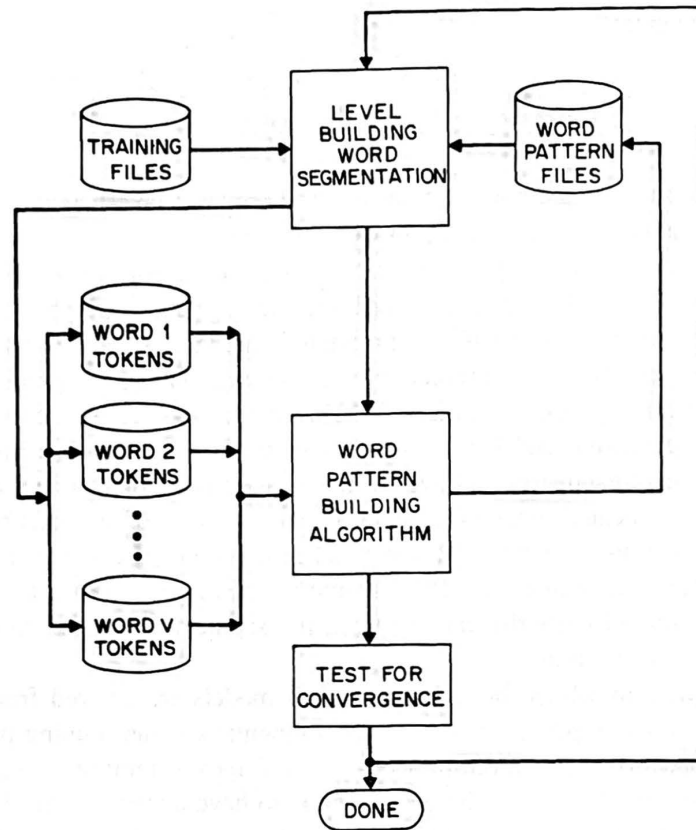 LEVEL
BUILDING
WORD
SEGMENTATION
TRAINING
FILES
WORD
PATTERN
FILES
WORD 1
TOKENS
WORD 2
TOKENS
WORD V
TOKENS
WORD
PATTERN
BUILDING
ALGORITHM
TEST FOR
CONVERGENCE
DONE